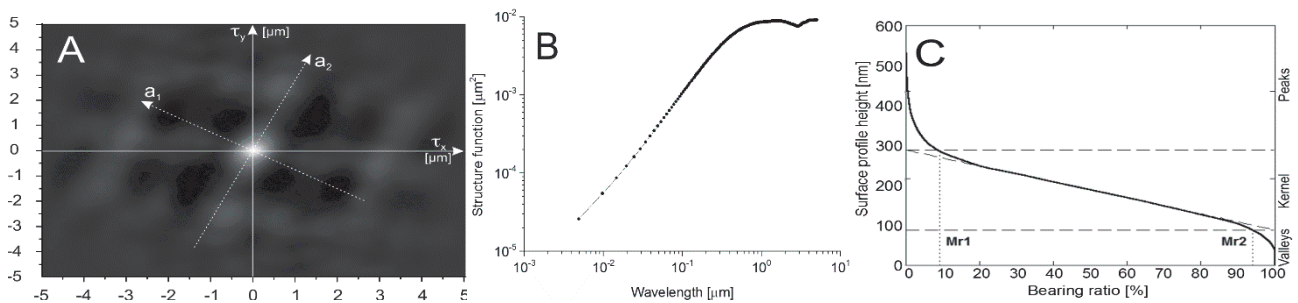 A
τy [µm]
5
4
3
2
1
0
-1
-2
-3
-4
-5
a1
a2
τx
[µm]
-5 -4 -3 -2 -1 0 1 2 3 4 5
B
Structure function [µm²]
10⁻²
10⁻³
10⁻⁴
10⁻⁵
10⁻³ 10⁻² 10⁻¹ 10⁰ 10¹
Wavelength [µm]
C
Surface profile height [nm]
600
500
400
300
200
100
0
Peaks
Kernel
Valleys
Mr1 Mr2
0 10 20 30 40 50 60 70 80 90 100
Bearing ratio [%]